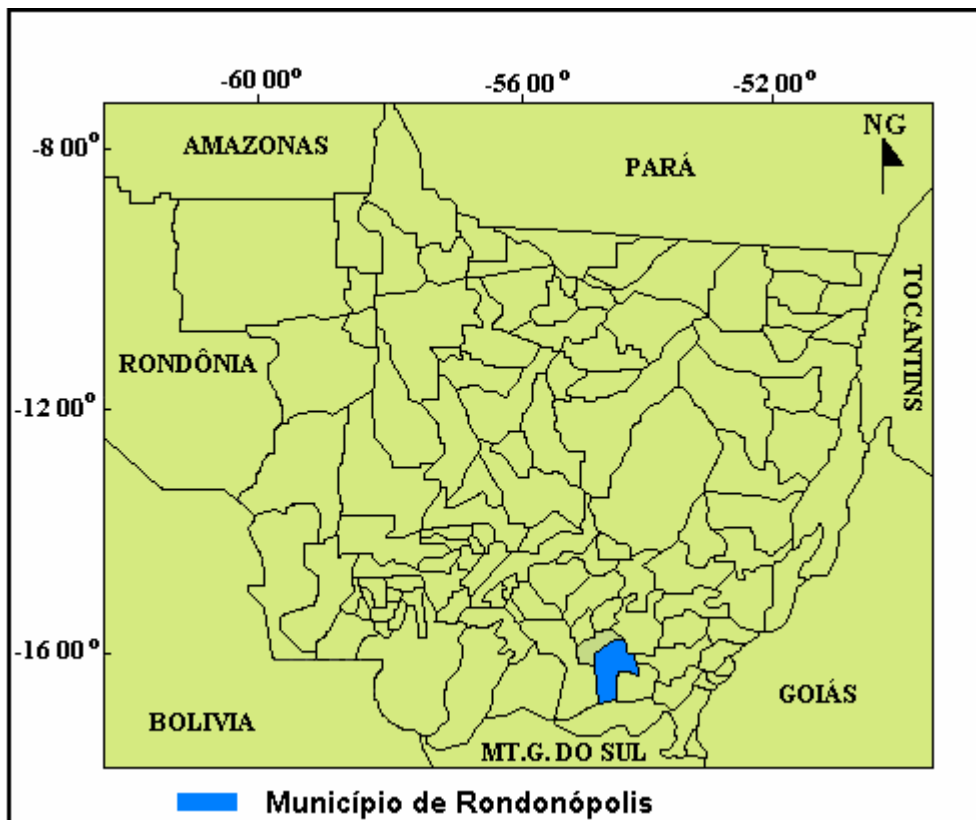 -60 00° -56 00° -52 00°
NG
-8 00°
AMAZONAS
PARÁ
TOCANTINS
RONDÔNIA
-12 00°
-16 00°
GOIÁS
BOLIVIA
MT.G. DO SUL
Município de Rondonópolis